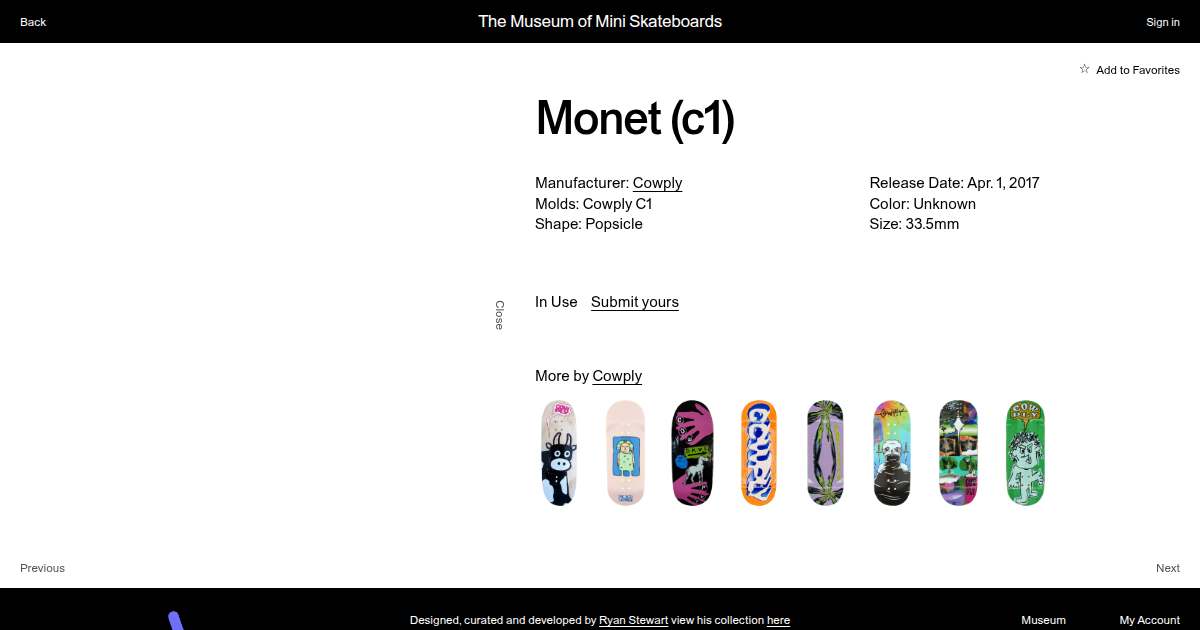 Back
The Museum of Mini Skateboards
Sign in
☆ Add to Favorites
Monet (c1)
Manufacturer: Cowply
Molds: Cowply C1
Shape: Popsicle
Release Date: Apr. 1, 2017
Color: Unknown
Size: 33.5mm
Close
In Use Submit yours
More by Cowply
Previous
Next
Designed, curated and developed by Ryan Stewart view his collection here
Museum
My Account